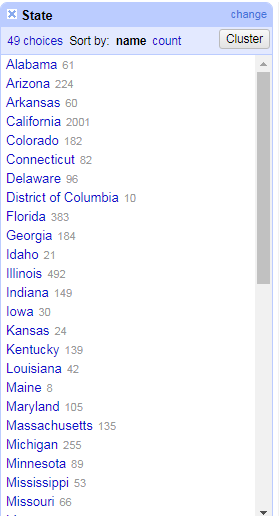 State change
49 choices Sort by: name count Cluster
Alabama 61
Arizona 224
Arkansas 60
California 2001
Colorado 182
Connecticut 82
Delaware 96
District of Columbia 10
Florida 383
Georgia 184
Idaho 21
Illinois 492
Indiana 149
Iowa 30
Kansas 24
Kentucky 139
Louisiana 42
Maine 8
Maryland 105
Massachusetts 135
Michigan 255
Minnesota 89
Mississippi 53
Missouri 66